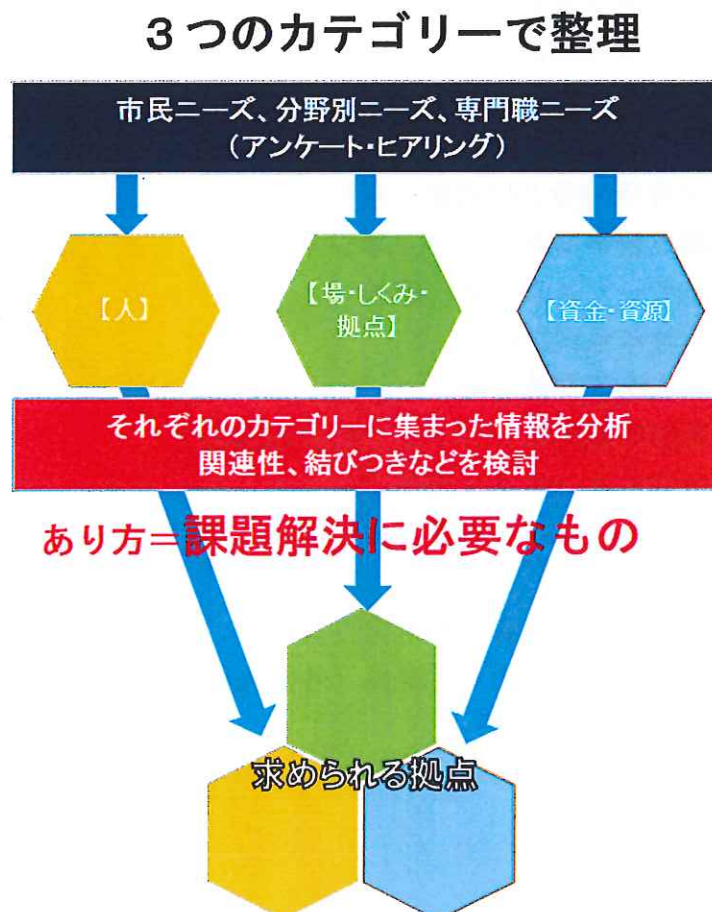 ３つのカテゴリーで整理
市民ニーズ、分野別ニーズ、専門職ニーズ
（アンケート・ヒアリング）
【人】
【場・しくみ・
拠点】
【資金・資源】
それぞれのカテゴリーに集まった情報を分析
関連性、結びつきなどを検討
あり方＝課題解決に必要なもの
求められる拠点